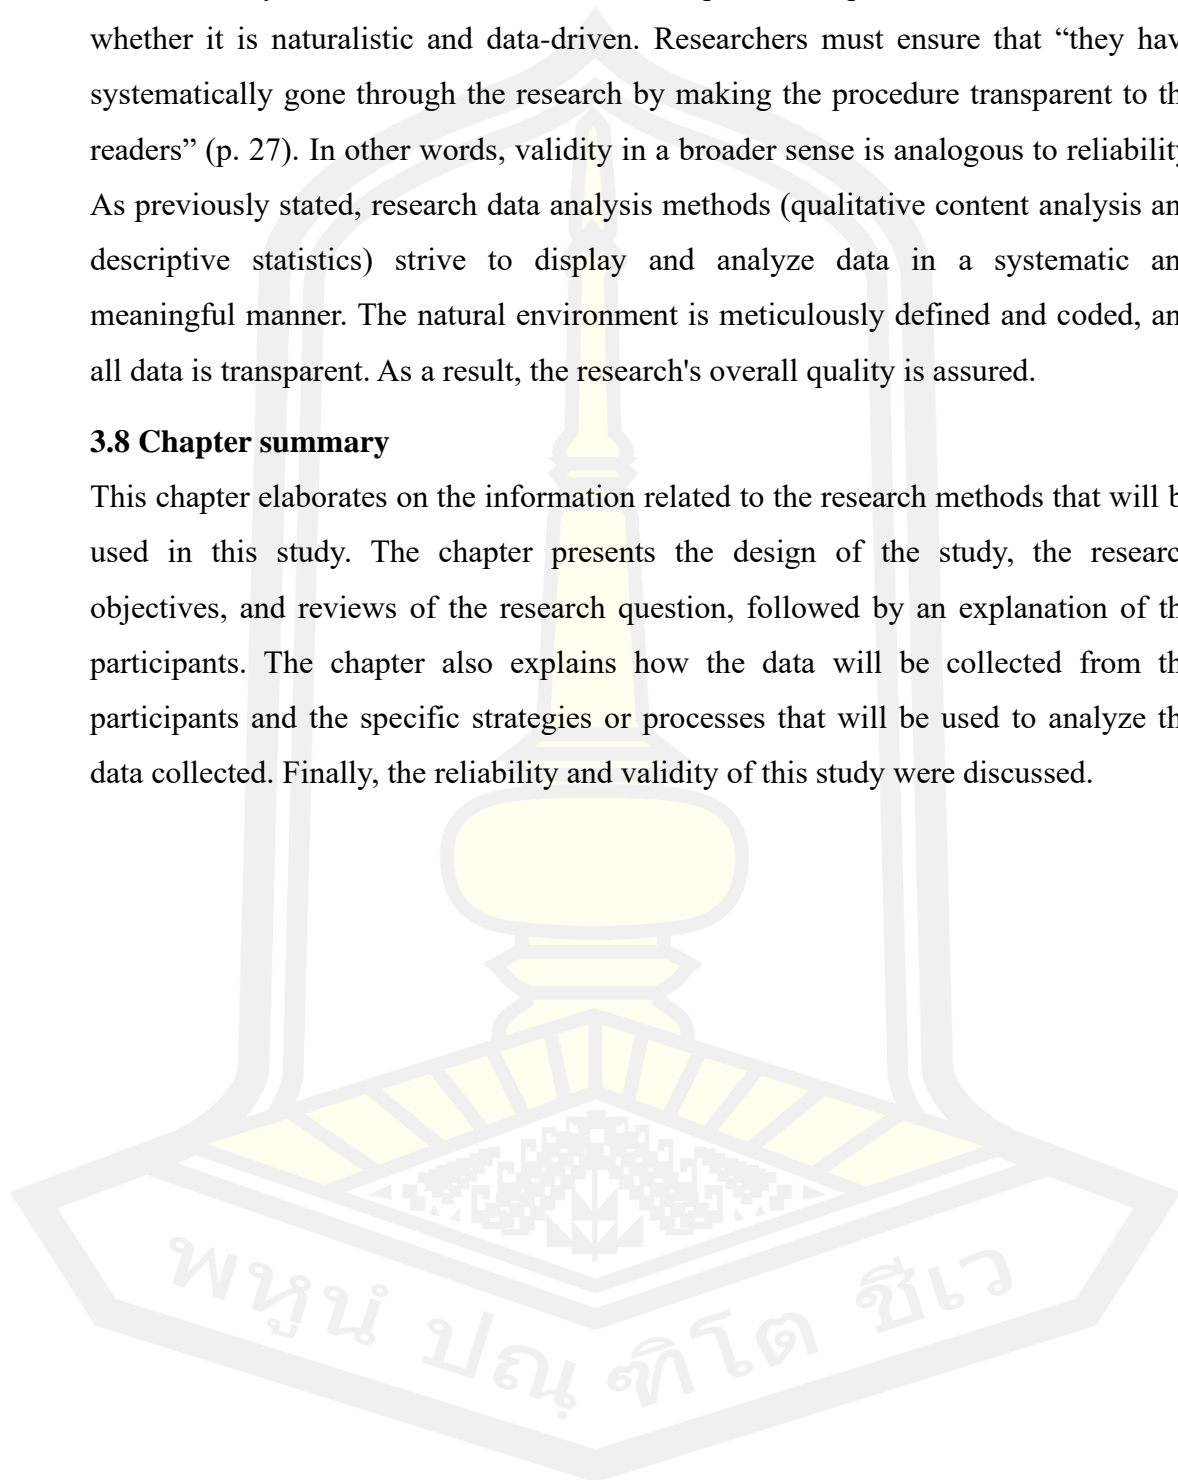 whether it is naturalistic and data-driven. Researchers must ensure that “they hav
systematically gone through the research by making the procedure transparent to th
readers” (p. 27). In other words, validity in a broader sense is analogous to reliability
As previously stated, research data analysis methods (qualitative content analysis an
descriptive statistics) strive to display and analyze data in a systematic an
meaningful manner. The natural environment is meticulously defined and coded, an
all data is transparent. As a result, the research's overall quality is assured.
3.8 Chapter summary
This chapter elaborates on the information related to the research methods that will b
used in this study. The chapter presents the design of the study, the researc
objectives, and reviews of the research question, followed by an explanation of th
participants. The chapter also explains how the data will be collected from th
participants and the specific strategies or processes that will be used to analyze th
data collected. Finally, the reliability and validity of this study were discussed.
พหูนํ ปณฺฑิโต ชีเว